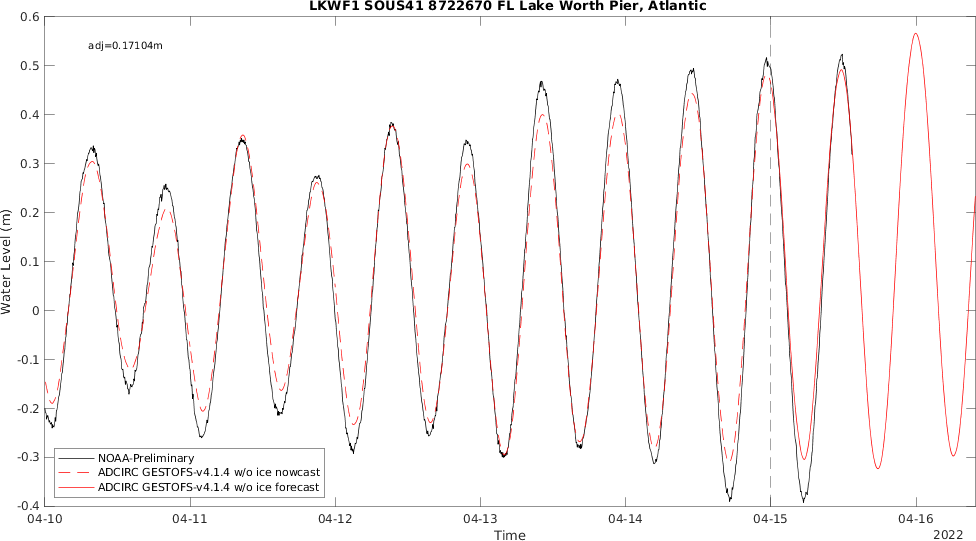 LKWF1 SOUS41 8722670 FL Lake Worth Pier, Atlantic
adj=0.17104m
0.6
0.5
0.4
0.3
0.2
0.1
0
-0.1
-0.2
-0.3
-0.4
Water Level (m)
NOAA-Preliminary
ADCIRC GESTOFS-v4.1.4 w/o ice nowcast
ADCIRC GESTOFS-v4.1.4 w/o ice forecast
04-10 04-11 04-12 04-13 04-14 04-15 04-16
Time
2022